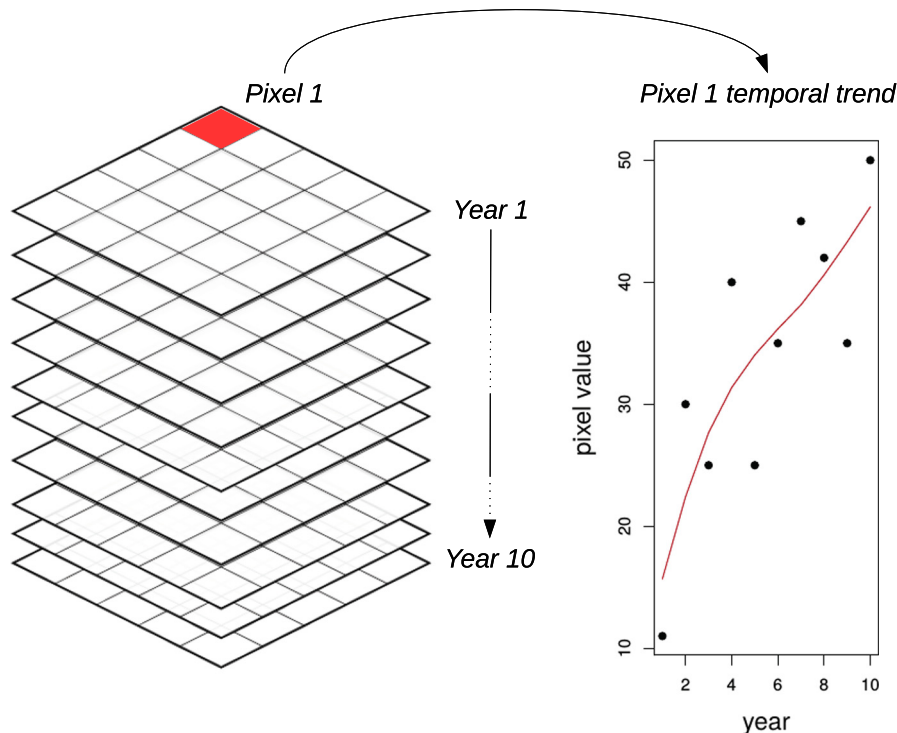 Pixel 1
Pixel 1 temporal trend
Year 1
Year 10
pixel value
50
40
30
20
10
2 4 6 8 10
year